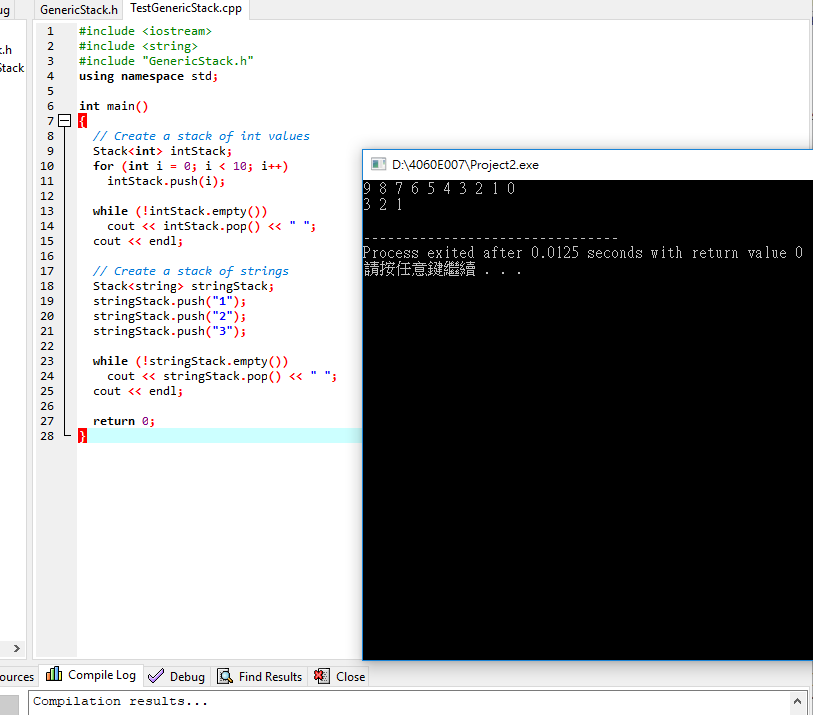 ug
GenericStack.h
TestGenericStack.cpp
.h
Stack
1 #include <iostream>
2 #include <string>
3 #include "GenericStack.h"
4 using namespace std;
5
6 int main()
7 {
8 // Create a stack of int values
9 Stack<int> intStack;
10 for (int i = 0; i < 10; i++)
11 intStack.push(i);
12
13 while (!intStack.empty())
14 cout << intStack.pop() << " ";
15 cout << endl;
16
17 // Create a stack of strings
18 Stack<string> stringStack;
19 stringStack.push("1");
20 stringStack.push("2");
21 stringStack.push("3");
22
23 while (!stringStack.empty())
24 cout << stringStack.pop() << " ";
25 cout << endl;
26
27 return 0;
28 }
D:\4060E007\Project2.exe
9 8 7 6 5 4 3 2 1 0
3 2 1
--------------------------------
Process exited after 0.0125 seconds with return value 0
請按任意鍵繼續 . . .
ources
Compile Log
Debug
Find Results
Close
Compilation results...